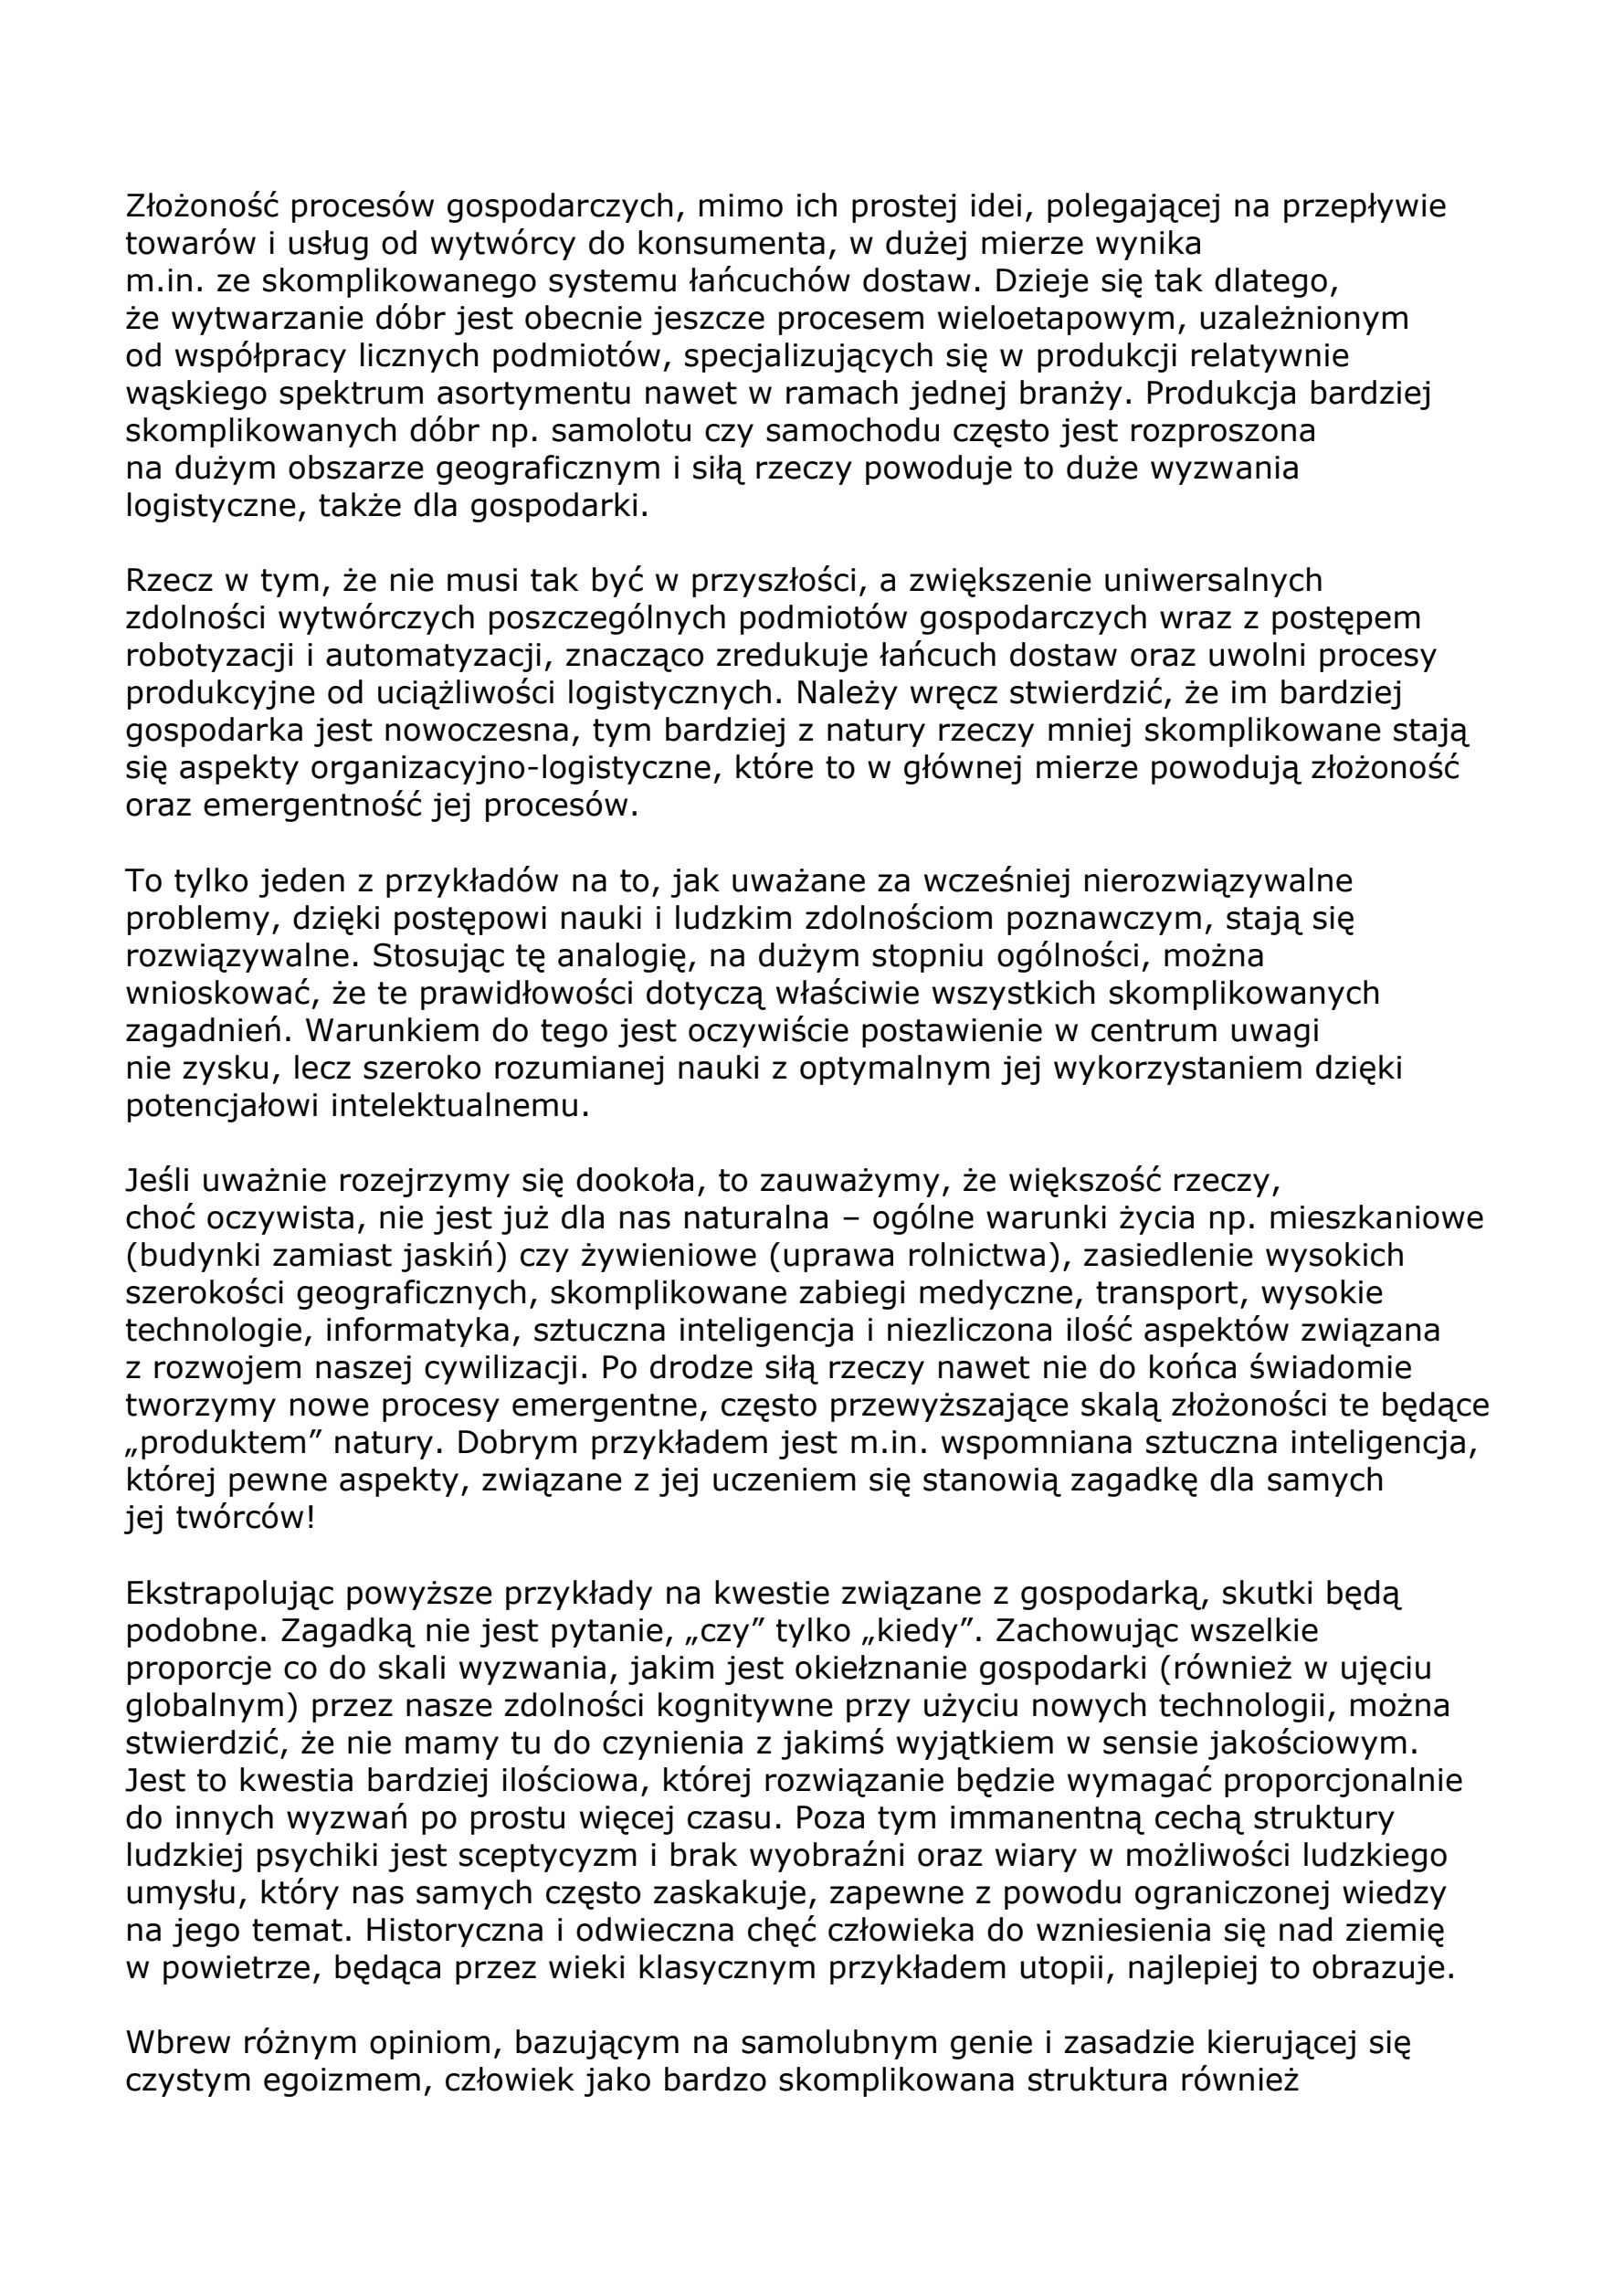 Złożoność procesów gospodarczych, mimo ich prostej idei, polegającej na przepływie
towarów i usług od wytwórcy do konsumenta, w dużej mierze wynika
m.in. ze skomplikowanego systemu łańcuchów dostaw. Dzieje się tak dlatego,
że wytwarzanie dóbr jest obecnie jeszcze procesem wieloetapowym, uzależnionym
od współpracy licznych podmiotów, specjalizujących się w produkcji relatywnie
wąskiego spektrum asortymentu nawet w ramach jednej branży. Produkcja bardziej
skomplikowanych dóbr np. samolotu czy samochodu często jest rozproszona
na dużym obszarze geograficznym i siłą rzeczy powoduje to duże wyzwania
logistyczne, także dla gospodarki.

Rzecz w tym, że nie musi tak być w przyszłości, a zwiększenie uniwersalnych
zdolności wytwórczych poszczególnych podmiotów gospodarczych wraz z postępem
robotyzacji i automatyzacji, znacząco zredukuje łańcuch dostaw oraz uwolni procesy
produkcyjne od uciążliwości logistycznych. Należy wręcz stwierdzić, że im bardziej
gospodarka jest nowoczesna, tym bardziej z natury rzeczy mniej skomplikowane stają
się aspekty organizacyjno-logistyczne, które to w głównej mierze powodują złożoność
oraz emergentność jej procesów.

To tylko jeden z przykładów na to, jak uważane za wcześniej nierozwiązywalne
problemy, dzięki postępowi nauki i ludzkim zdolnościom poznawczym, stają się
rozwiązywalne. Stosując tę analogię, na dużym stopniu ogólności, można
wnioskować, że te prawidłowości dotyczą właściwie wszystkich skomplikowanych
zagadnień. Warunkiem do tego jest oczywiście postawienie w centrum uwagi
nie zysku, lecz szeroko rozumianej nauki z optymalnym jej wykorzystaniem dzięki
potencjałowi intelektualnemu.

Jeśli uważnie rozejrzymy się dookoła, to zauważymy, że większość rzeczy,
choć oczywista, nie jest już dla nas naturalna – ogólne warunki życia np. mieszkaniowe
(budynki zamiast jaskiń) czy żywieniowe (uprawa rolnictwa), zasiedlenie wysokich
szerokości geograficznych, skomplikowane zabiegi medyczne, transport, wysokie
technologie, informatyka, sztuczna inteligencja i niezliczona ilość aspektów związana
z rozwojem naszej cywilizacji. Po drodze siłą rzeczy nawet nie do końca świadomie
tworzymy nowe procesy emergentne, często przewyższające skalą złożoności te będące
„produktem” natury. Dobrym przykładem jest m.in. wspomniana sztuczna inteligencja,
której pewne aspekty, związane z jej uczeniem się stanowią zagadkę dla samych
jej twórców!

Ekstrapolując powyższe przykłady na kwestie związane z gospodarką, skutki będą
podobne. Zagadką nie jest pytanie, „czy” tylko „kiedy”. Zachowując wszelkie
proporcje co do skali wyzwania, jakim jest okiełznanie gospodarki (również w ujęciu
globalnym) przez nasze zdolności kognitywne przy użyciu nowych technologii, można
stwierdzić, że nie mamy tu do czynienia z jakimś wyjątkiem w sensie jakościowym.
Jest to kwestia bardziej ilościowa, której rozwiązanie będzie wymagać proporcjonalnie
do innych wyzwań po prostu więcej czasu. Poza tym immanentną cechą struktury
ludzkiej psychiki jest sceptycyzm i brak wyobraźni oraz wiary w możliwości ludzkiego
umysłu, który nas samych często zaskakuje, zapewne z powodu ograniczonej wiedzy
na jego temat. Historyczna i odwieczna chęć człowieka do wzniesienia się nad ziemię
w powietrze, będąca przez wieki klasycznym przykładem utopii, najlepiej to obrazuje.

Wbrew różnym opiniom, bazującym na samolubnym genie i zasadzie kierującej się
czystym egoizmem, człowiek jako bardzo skomplikowana struktura również